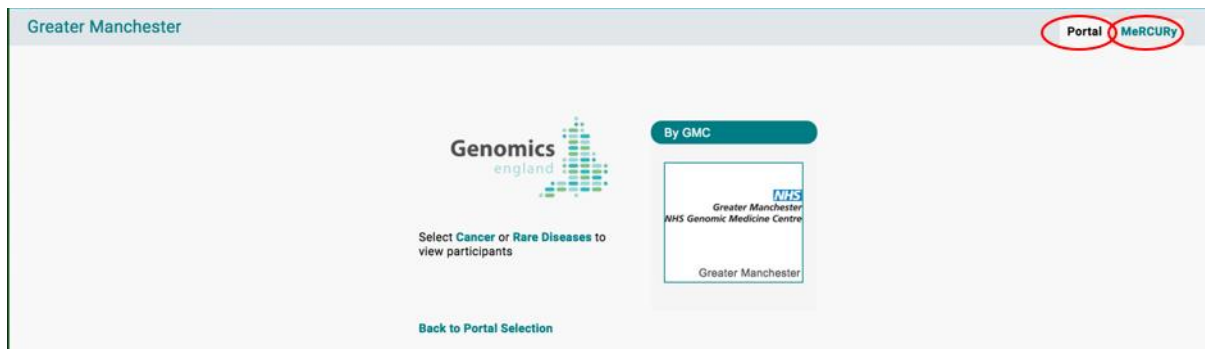 Greater Manchester
Portal
MeRCURy
Genomics
england
Select Cancer or Rare Diseases to
view participants
Back to Portal Selection
By GMC
NHS
Greater Manchester
NHS Genomic Medicine Centre
Greater Manchester